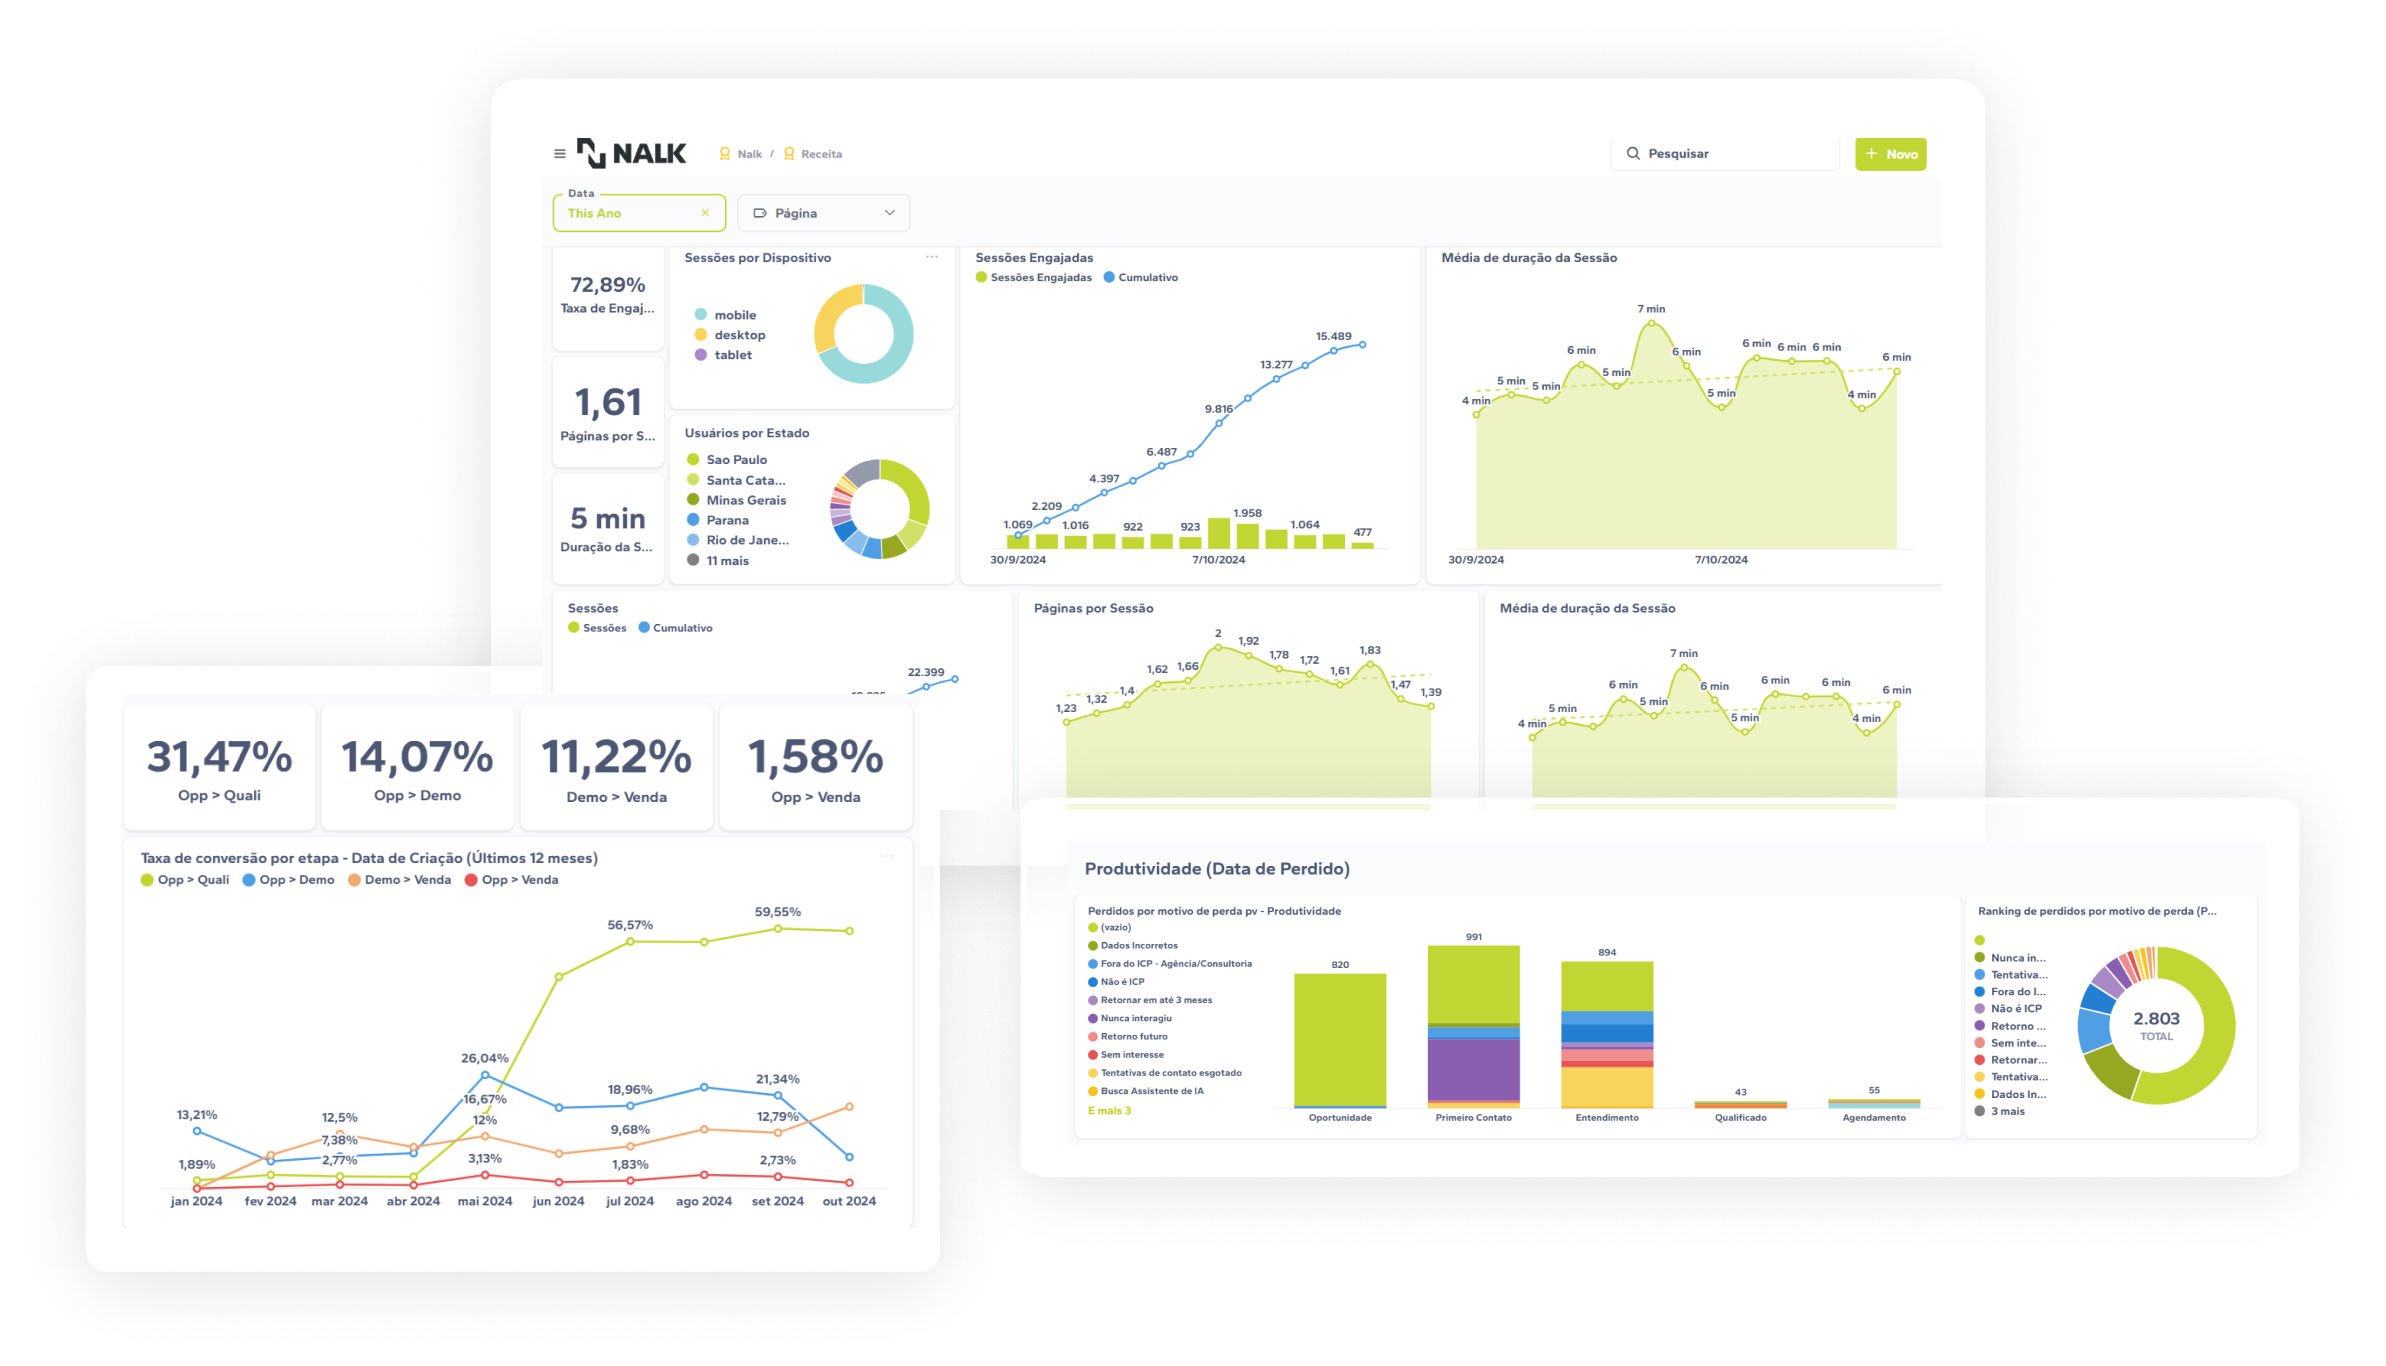 NALK
Nalk / Receita
Pesquisar
+ Novo
Data
This Ano ×
Página
72,89%
Taxa de Engaj...
1,61
Páginas por S...
5 min
Duração da S...
Sessões por Dispositivo
...
mobile
desktop
tablet
Usuários por Estado
Sao Paulo
Santa Cata...
Minas Gerais
Parana
Rio de Jane...
11 mais
Sessões Engajadas
Sessões Engajadas Cumulativo
15.489
13.277
9.816
6.487
4.397
2.209
1.069 1.016 922 923 1.958 1.064 477
30/9/2024 7/10/2024
Média de duração da Sessão
4 min 5 min 5 min 6 min 5 min 7 min 6 min 5 min 6 min 6 min 6 min 4 min 6 min
30/9/2024 7/10/2024
Sessões
Sessões Cumulativo
22.399
Páginas por Sessão
1,23 1,32 1,4 1,62 1,66 2 1,92 1,78 1,72 1,61 1,83 1,47 1,39
Média de duração da Sessão
4 min 5 min 6 min 5 min 7 min 6 min 5 min 6 min 6 min 4 min 6 min
31,47%
Opp > Quali
14,07%
Opp > Demo
11,22%
Demo > Venda
1,58%
Opp > Venda
Taxa de conversão por etapa - Data de Criação (Últimos 12 meses)
...
Opp > Quali Opp > Demo Demo > Venda Opp > Venda
56,57% 59,55%
26,04%
18,96% 21,34%
13,21% 12,5% 16,67% 12,79%
7,38% 12% 9,68%
1,89% 2,77% 3,13% 1,83% 2,73%
jan 2024 fev 2024 mar 2024 abr 2024 mai 2024 jun 2024 jul 2024 ago 2024 set 2024 out 2024
Produtividade (Data de Perdido)
Perdidos por motivo de perda pv - Produtividade
(vazio)
Dados Incorretos
Fora do ICP - Agência/Consultoria
Não é ICP
Retornar em até 3 meses
Nunca interagiu
Retorno futuro
Sem interesse
Tentativas de contato esgotado
Busca Assistente de IA
E mais 3
820 991 894 43 55
Oportunidade Primeiro Contato Entendimento Qualificado Agendamento
Ranking de perdidos por motivo de perda (P...
Nunca in...
Tentativa...
Fora do I...
Não é ICP
Retorno ...
Sem inte...
Retornar...
Tentativa...
Dados In...
3 mais
2.803
TOTAL